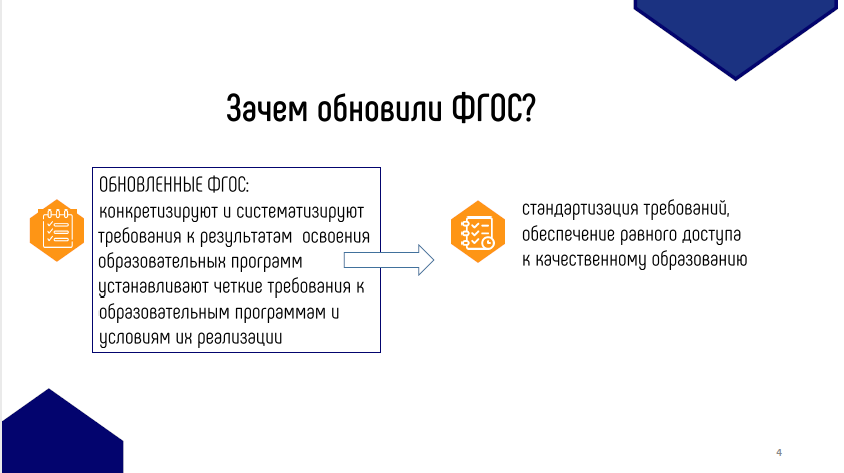 Зачем обновили ФГОС?
ОБНОВЛЕННЫЕ ФГОС:
конкретизируют и систематизируют
требования к результатам освоения
образовательных программ
устанавливают четкие требования к
образовательным программам и
условиям их реализации
стандартизация требований,
обеспечение равного доступа
к качественному образованию
4